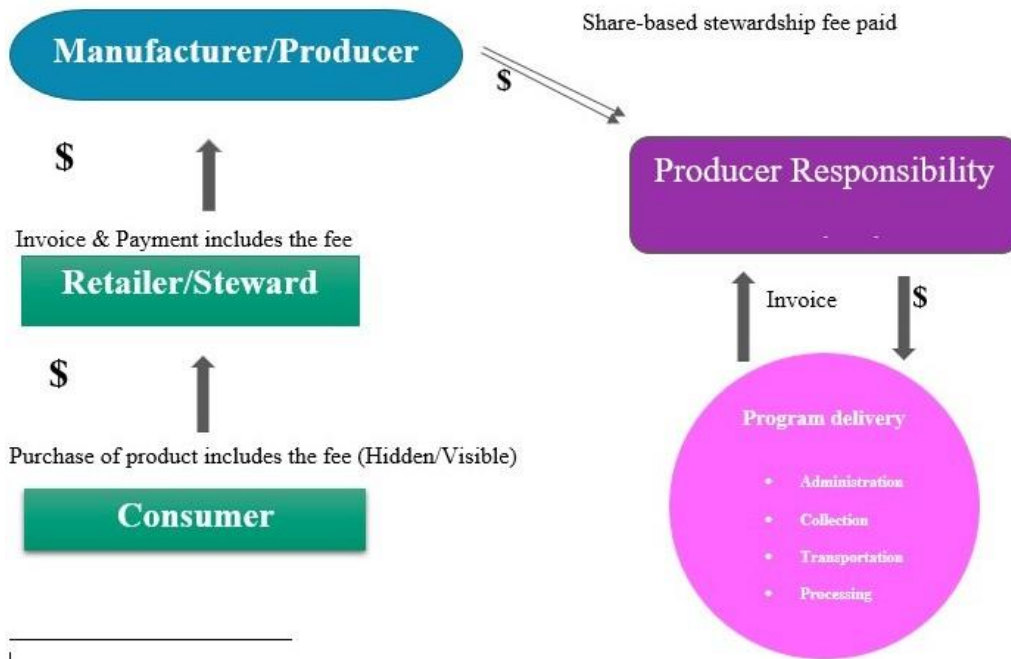 Share-based stewardship fee paid
Manufacturer/Producer
$
$
Producer Responsibility
Invoice & Payment includes the fee
Retailer/Steward
Invoice
$
$
Program delivery
Purchase of product includes the fee (Hidden/Visible)
Consumer
• Administration
• Collection
• Transportation
• Processing